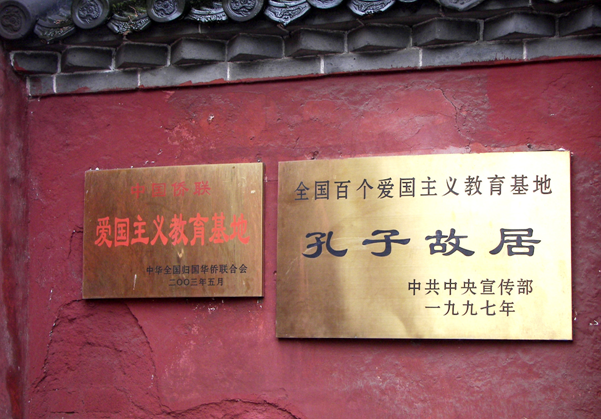 中国侨联
爱国主义教育基地
中华全国归国华侨联合会
二〇〇三年五月
全国百个爱国主义教育基地
孔子故居
中共中央宣传部
一九九七年